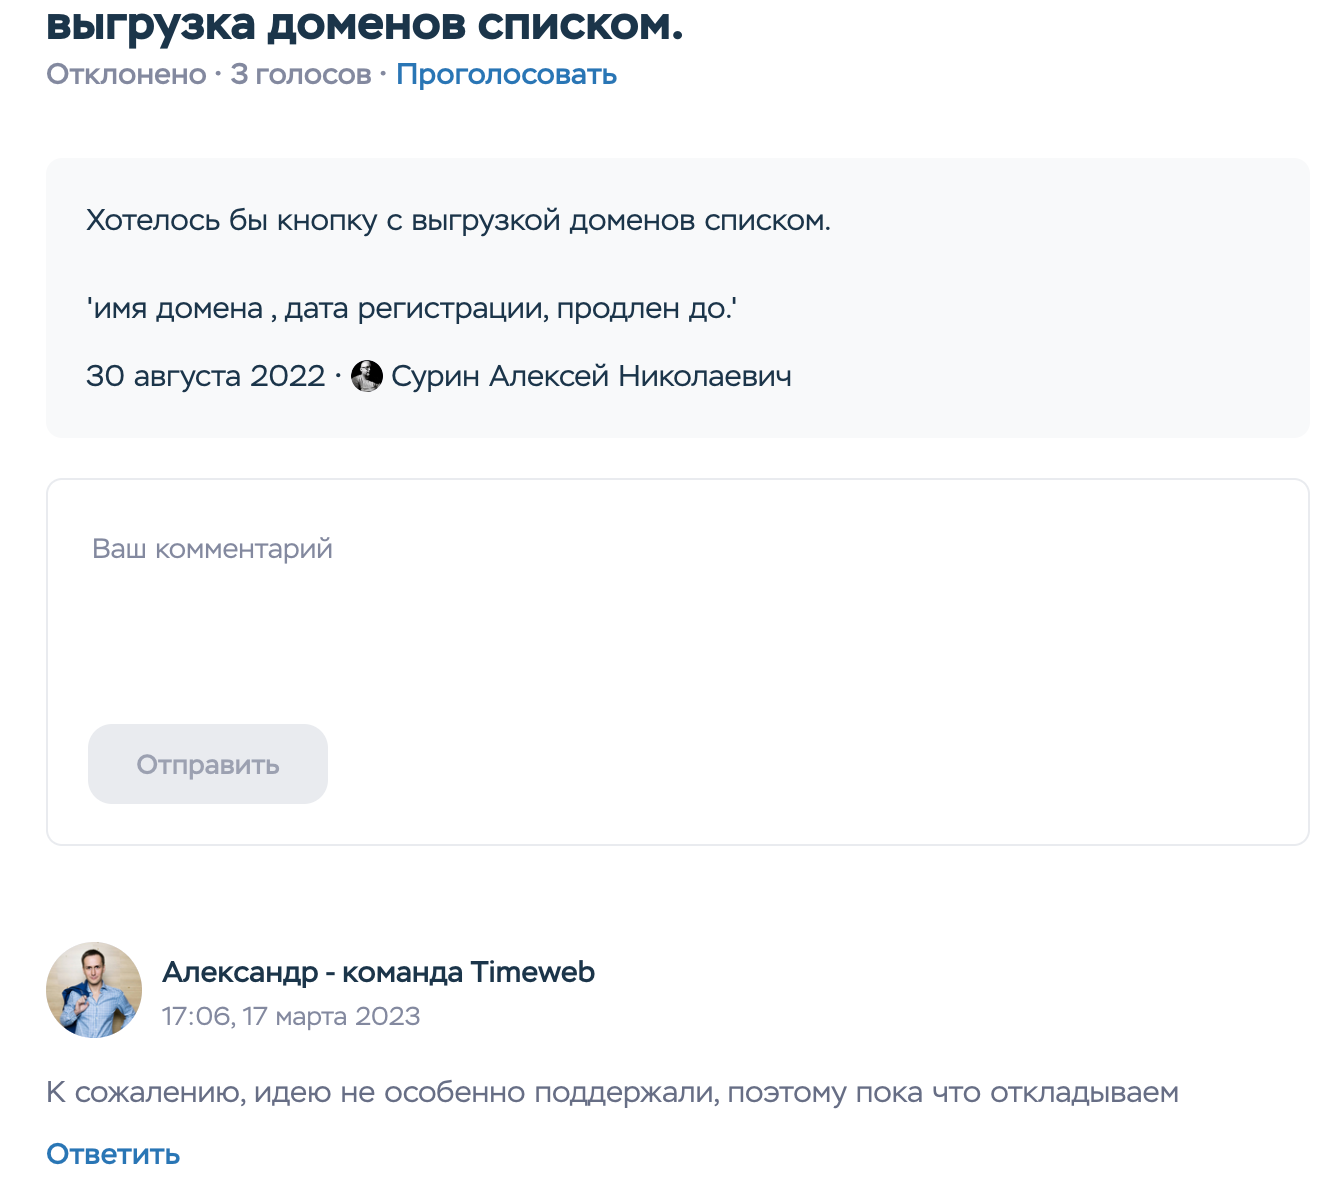 выгрузка доменов списком.
Отклонено · 3 голосов · Проголосовать
Хотелось бы кнопку с выгрузкой доменов списком.
'имя домена , дата регистрации, продлен до.'
30 августа 2022 · Сурин Алексей Николаевич
Ваш комментарий
Отправить
Александр - команда Timeweb
17:06, 17 марта 2023
К сожалению, идею не особенно поддержали, поэтому пока что откладываем
Ответить